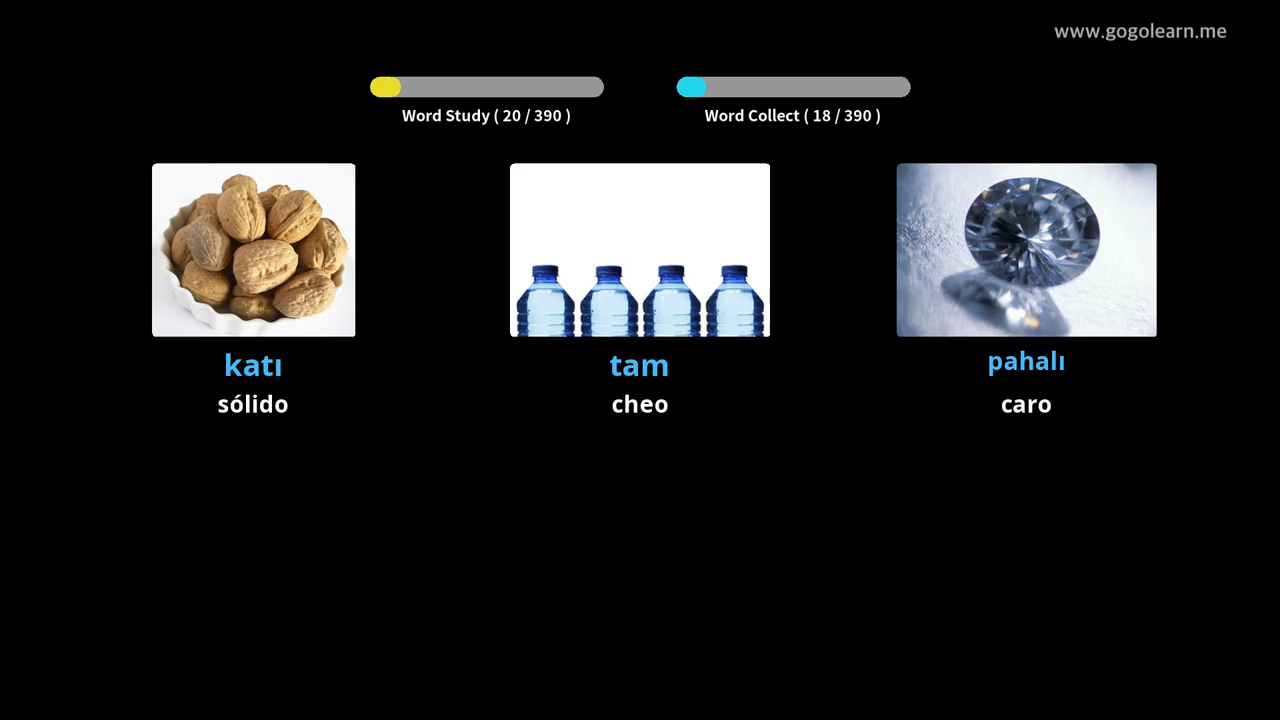 www.gogolearn.me
Word Study ( 20 / 390 )
Word Collect ( 18 / 390 )
katı
sólido
tam
cheo
pahalı
caro